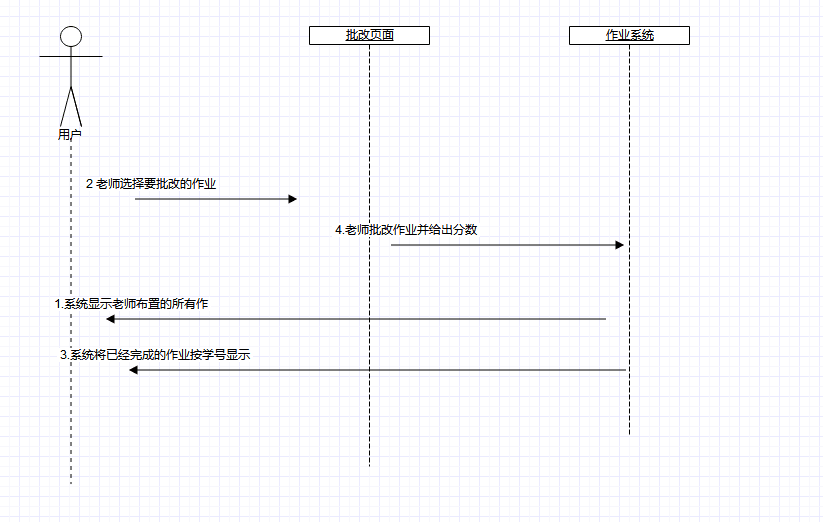 批改页面
作业系统
用户
2 老师选择要批改的作业
4.老师批改作业并给出分数
1.系统显示老师布置的所有作
3.系统将已经完成的作业按学号显示